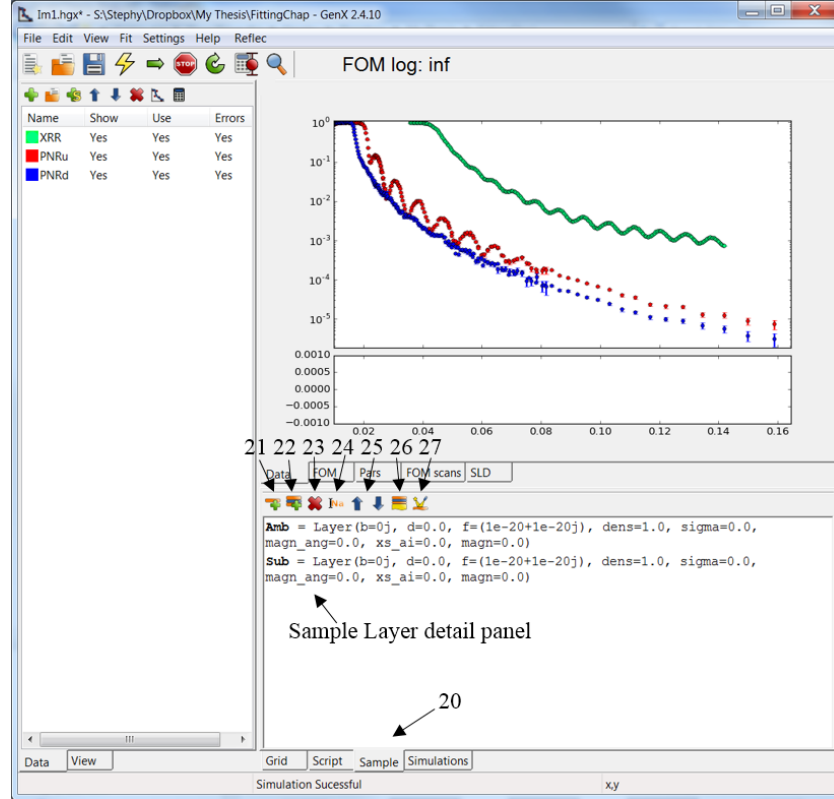 Im1.hgx* - S:\Stephy\Dropbox\My Thesis\FittingChap - GenX 2.4.10
File Edit View Fit Settings Help Reflec
STOP
FOM log: inf
Name Show Use Errors
XRR Yes Yes Yes
PNRu Yes Yes Yes
PNRd Yes Yes Yes
10^0
10^-1
10^-2
10^-3
10^-4
10^-5
0.0010
0.0005
0.0000
−0.0005
−0.0010
0.02 0.04 0.06 0.08 0.10 0.12 0.14 0.16
21 22 23 24 25 26 27
Data FOM Pars FOM scans SLD
Amb = Layer(b=0j, d=0.0, f=(1e-20+1e-20j), dens=1.0, sigma=0.0,
magn_ang=0.0, xs_ai=0.0, magn=0.0)
Sub = Layer(b=0j, d=0.0, f=(1e-20+1e-20j), dens=1.0, sigma=0.0,
magn_ang=0.0, xs_ai=0.0, magn=0.0)
Sample Layer detail panel
20
Data View
Grid Script Sample Simulations
Simulation Sucessful x,y